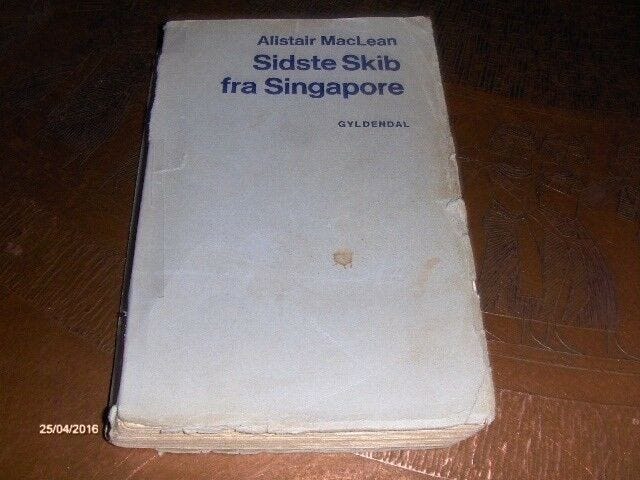 Alistair MacLean
Sidste Skib
fra Singapore
GYLDENDAL
25/04/2016